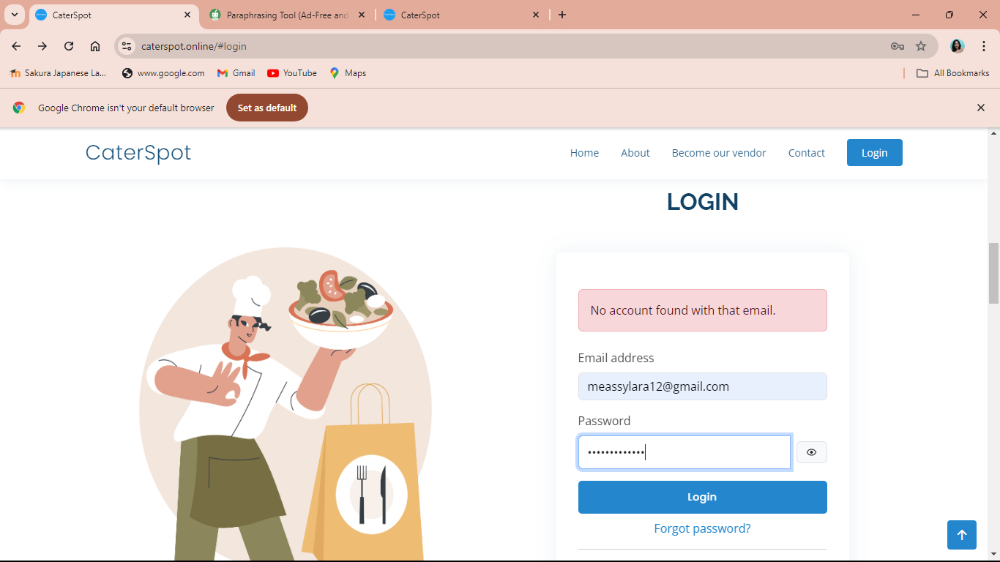 CaterSpot
Paraphrasing Tool (Ad-Free and
CaterSpot
caterspot.online/#login
Sakura Japanese La...
www.google.com
Gmail
YouTube
Maps
All Bookmarks
Google Chrome isn't your default browser
Set as default
CaterSpot
Home
About
Become our vendor
Contact
Login
LOGIN
No account found with that email.
Email address
meassylara12@gmail.com
Password
•••••••••••••
Login
Forgot password?